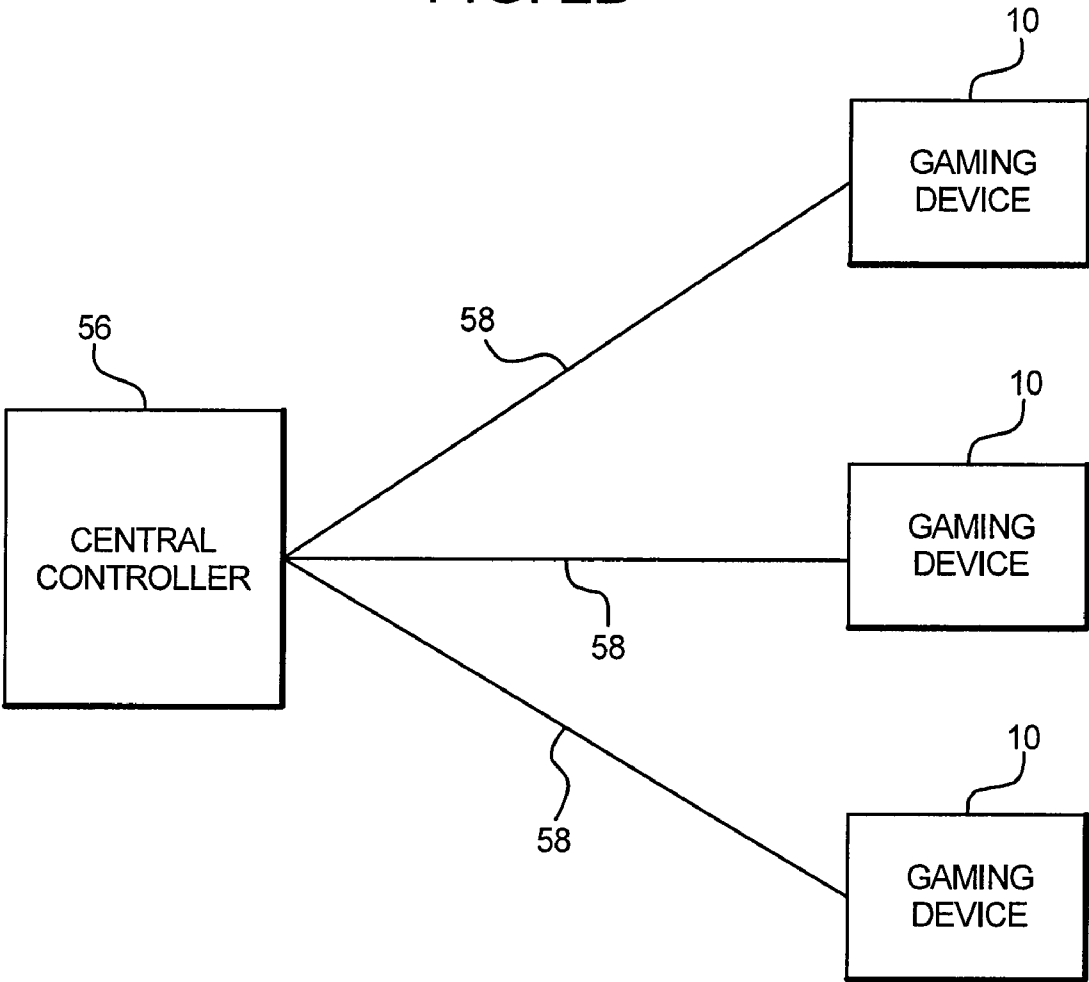 10
GAMING
DEVICE
58
56
10
CENTRAL
CONTROLLER
GAMING
DEVICE
58
10
58
GAMING
DEVICE